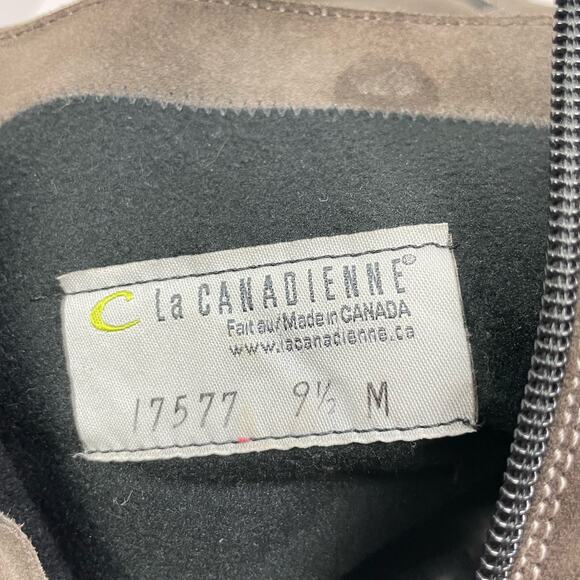 La CANADIENNE®
Fait au/Made in CANADA
www.lacanadienne.ca
17577 9½ M